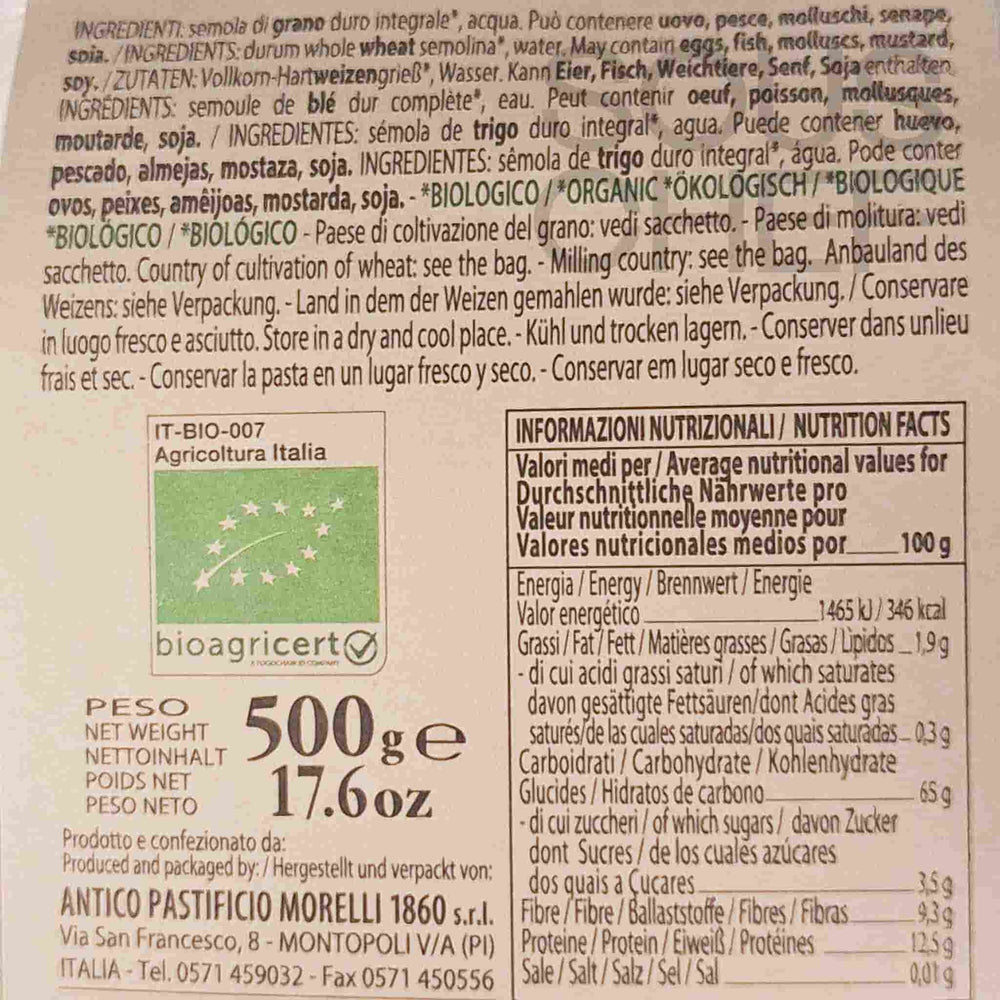 INGREDIENTI: semola di grano duro integrale*, acqua. Può contenere uova, pesce, molluschi, senape,
soia. / INGREDIENTS: durum whole wheat semolina*, water. May contain eggs, fish, molluscs, mustard,
soy. / ZUTATEN: Vollkorn-Hartweizengrieß*, Wasser. Kann Eier, Fisch, Weichtiere, Senf, Soja enthalten.
INGRÉDIENTS: semoule de blé dur complète*, eau. Peut contenir oeuf, poisson, mollusques,
moutarde, soja. / INGREDIENTES: sémola de trigo duro integral*, agua. Puede contener huevo,
pescado, almejas, mostaza, soja. INGREDIENTES: sêmola de trigo duro integral*, água. Pode conter
ovos, peixes, amêijoas, mostarda, soja. - *BIOLOGICO / *ORGANIC *ÖKOLÓGISCH / *BIOLOGIQUE
*BIOLÓGICO / *BIOLÓGICO - Paese di coltivazione del grano: vedi sacchetto. - Paese di molitura: vedi
sacchetto. Country of cultivation of wheat: see the bag. - Milling country: see the bag. Anbauland des
Weizens: siehe Verpackung. - Land in dem der Weizen gemahlen wurde: siehe Verpackung. / Conservare
in luogo fresco e asciutto. Store in a dry and cool place. - Kühl und trocken lagern. - Conserver dans unlieu
frais et sec. - Conservar la pasta en un lugar fresco y seco. - Conservar em lugar seco e fresco.
IT-BIO-007
Agricoltura Italia
bioagricert
PESO
NET WEIGHT
NETTOINHALT
POIDS NET
PESO NETO
500 g e
17.6 oz
Prodotto e confezionato da:
Produced and packaged by: / Hergestellt und verpackt von:
ANTICO PASTIFICIO MORELLI 1860 s.r.l.
Via San Francesco, 8 - MONTOPOLI V/A (PI)
ITALIA - Tel. 0571 459032 - Fax 0571 450556
INFORMAZIONI NUTRIZIONALI / NUTRITION FACTS
Valori medi per / Average nutritional values for
Durchschnittliche Nährwerte pro
Valeur nutritionnelle moyenne pour
Valores nutricionales medios por 100 g
Energia / Energy / Brennwert / Energie
Valor energético 1465 kJ / 346 kcal
Grassi / Fat / Fett / Matières grasses / Grasas / Lìpidos 1,9 g
- di cui acidi grassi saturi / of which saturates
davon gesättigte Fettsäuren/dont Acides gras
saturés/de las cuales saturadas/dos quais saturadas 0,3 g
Carboidrati / Carbohydrate / Kohlenhydrate
Glucides / Hidratos de carbono 65 g
- di cui zuccheri / of which sugars / davon Zucker
dont Sucres / de los cuales azúcares
dos quais a Çucares 3,5 g
Fibre / Fibre / Ballaststoffe / Fibres / Fibras 9,3 g
Proteine / Protein / Eiweiß / Protéines 12,5 g
Sale / Salt / Salz / Sel / Sal 0,01 g